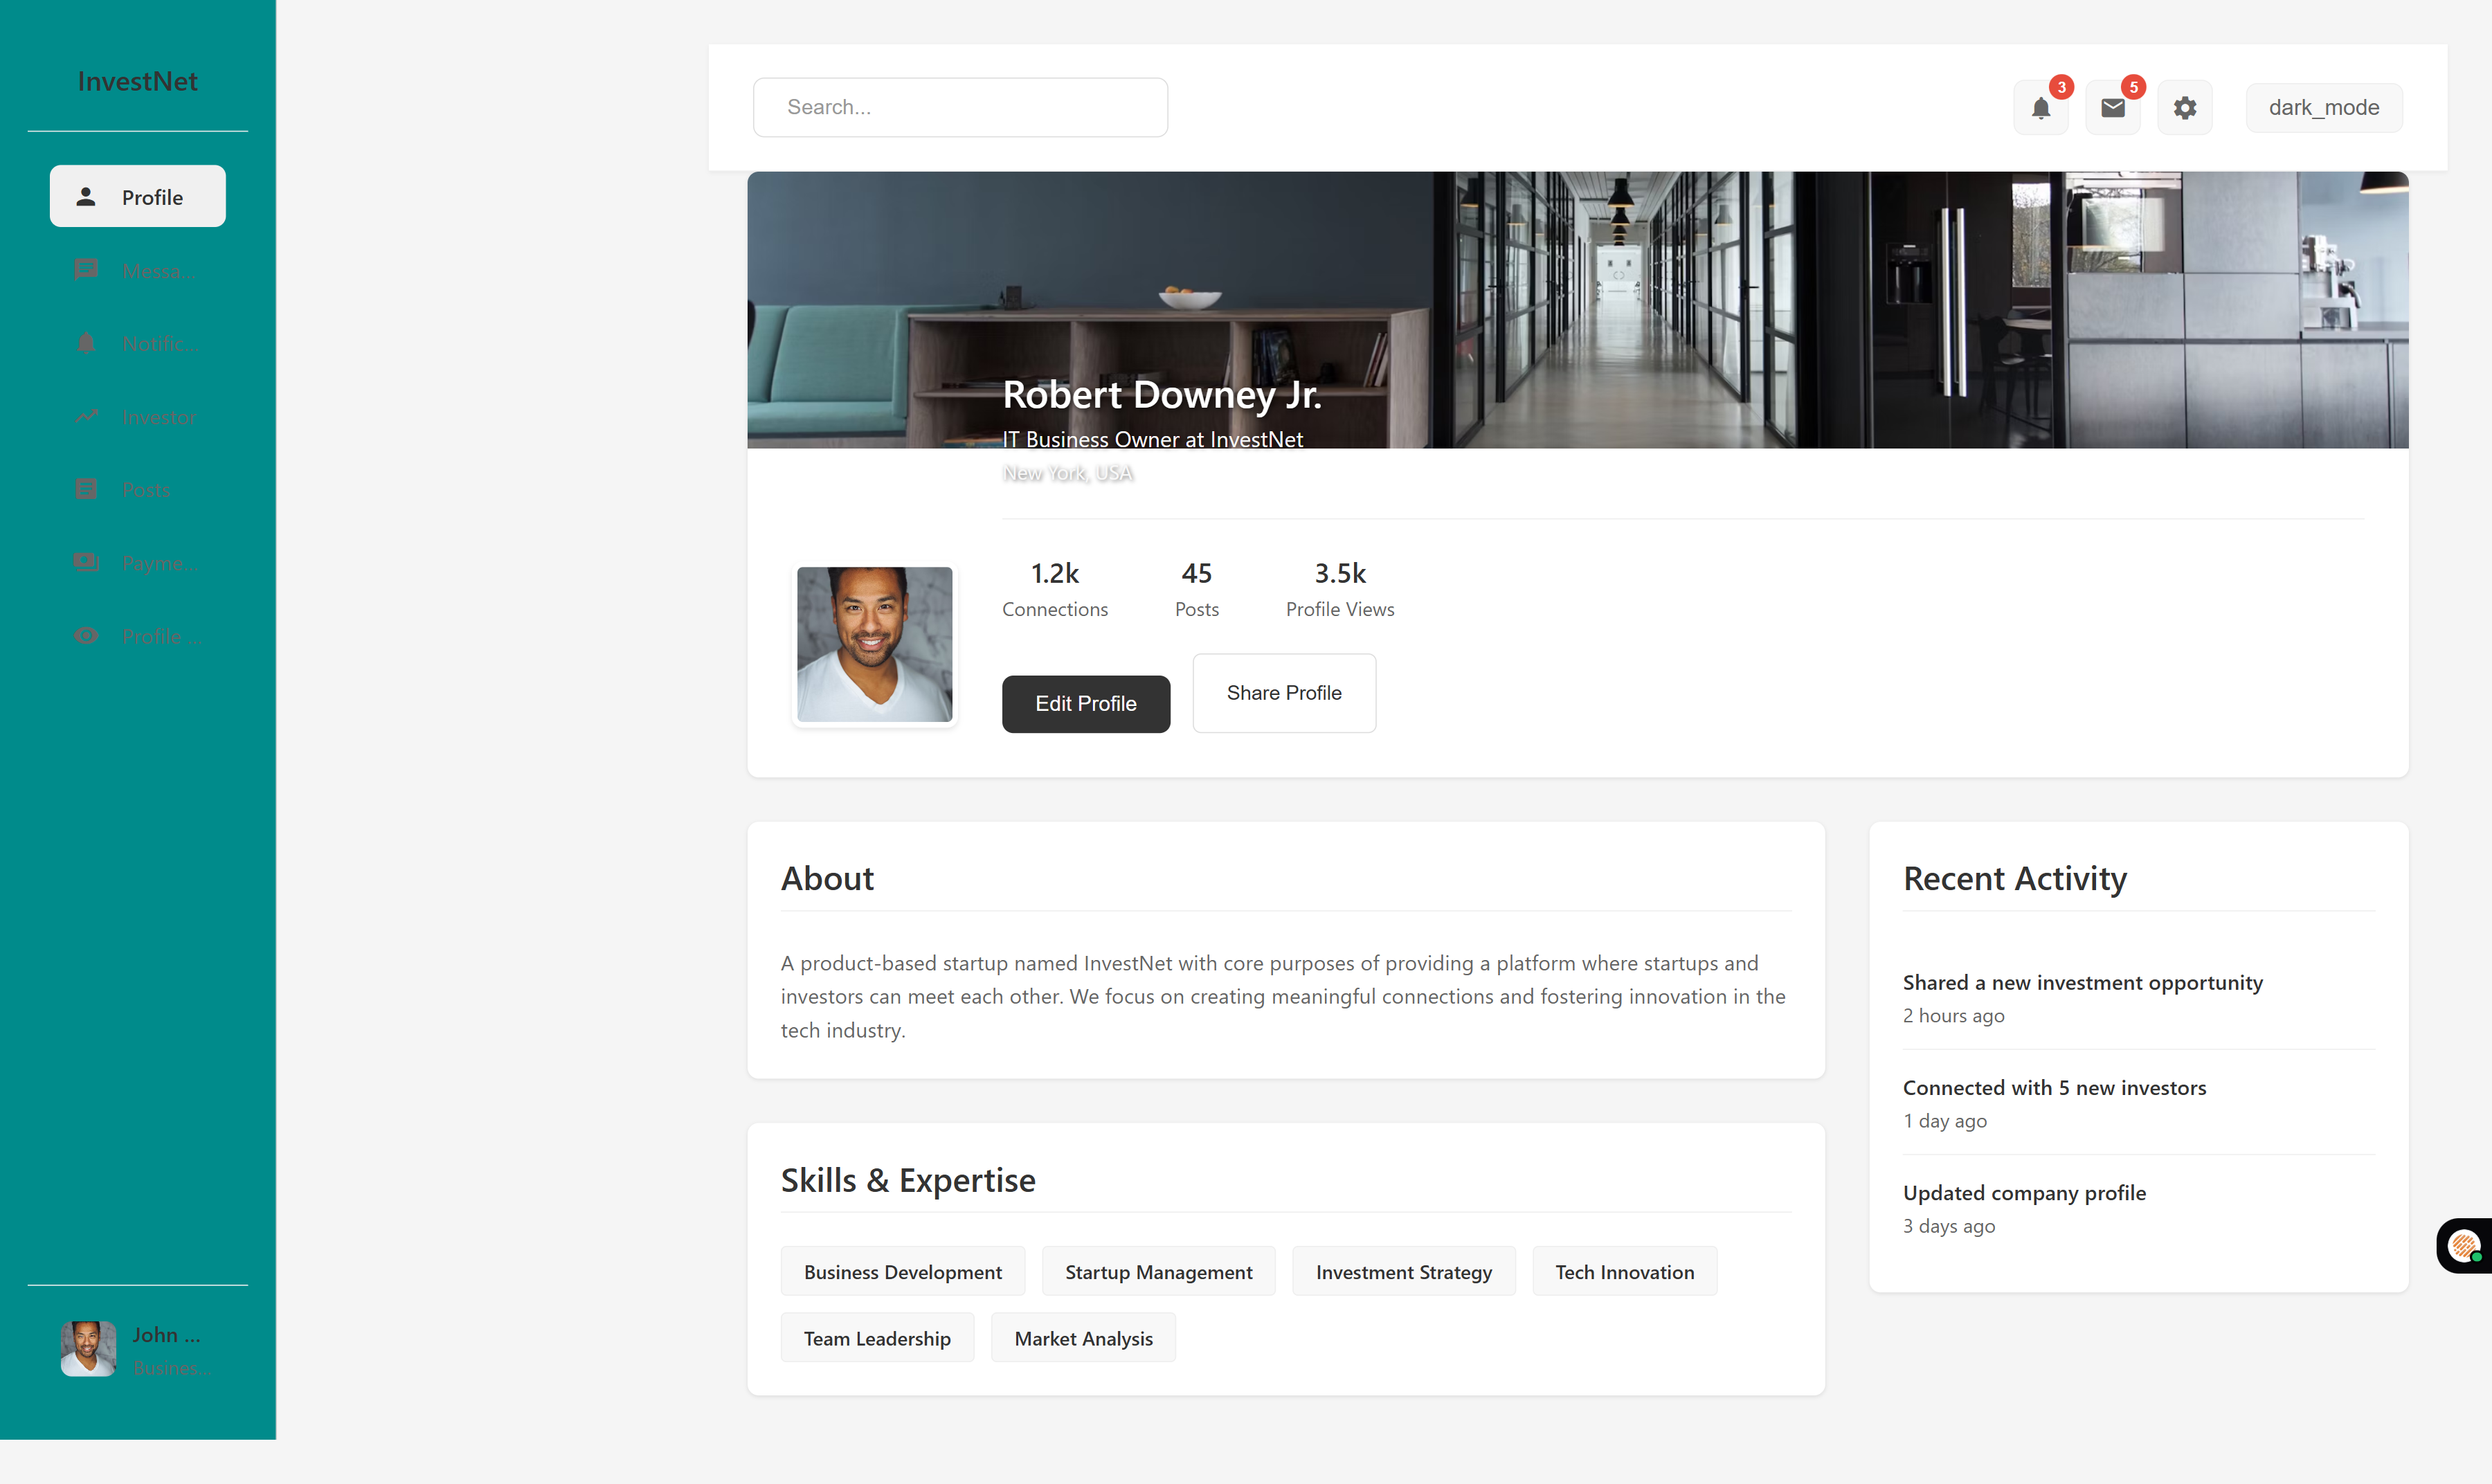 InvestNet
Profile
Messa...
Notific...
Investor
Posts
Payme...
Profile ...
John ...
Busines...
Search...
3
5
dark_mode
Robert Downey Jr.
IT Business Owner at InvestNet
New York, USA
1.2k
Connections
45
Posts
3.5k
Profile Views
Edit Profile
Share Profile
About
A product-based startup named InvestNet with core purposes of providing a platform where startups and
investors can meet each other. We focus on creating meaningful connections and fostering innovation in the
tech industry.
Skills & Expertise
Business Development
Startup Management
Investment Strategy
Tech Innovation
Team Leadership
Market Analysis
Recent Activity
Shared a new investment opportunity
2 hours ago
Connected with 5 new investors
1 day ago
Updated company profile
3 days ago